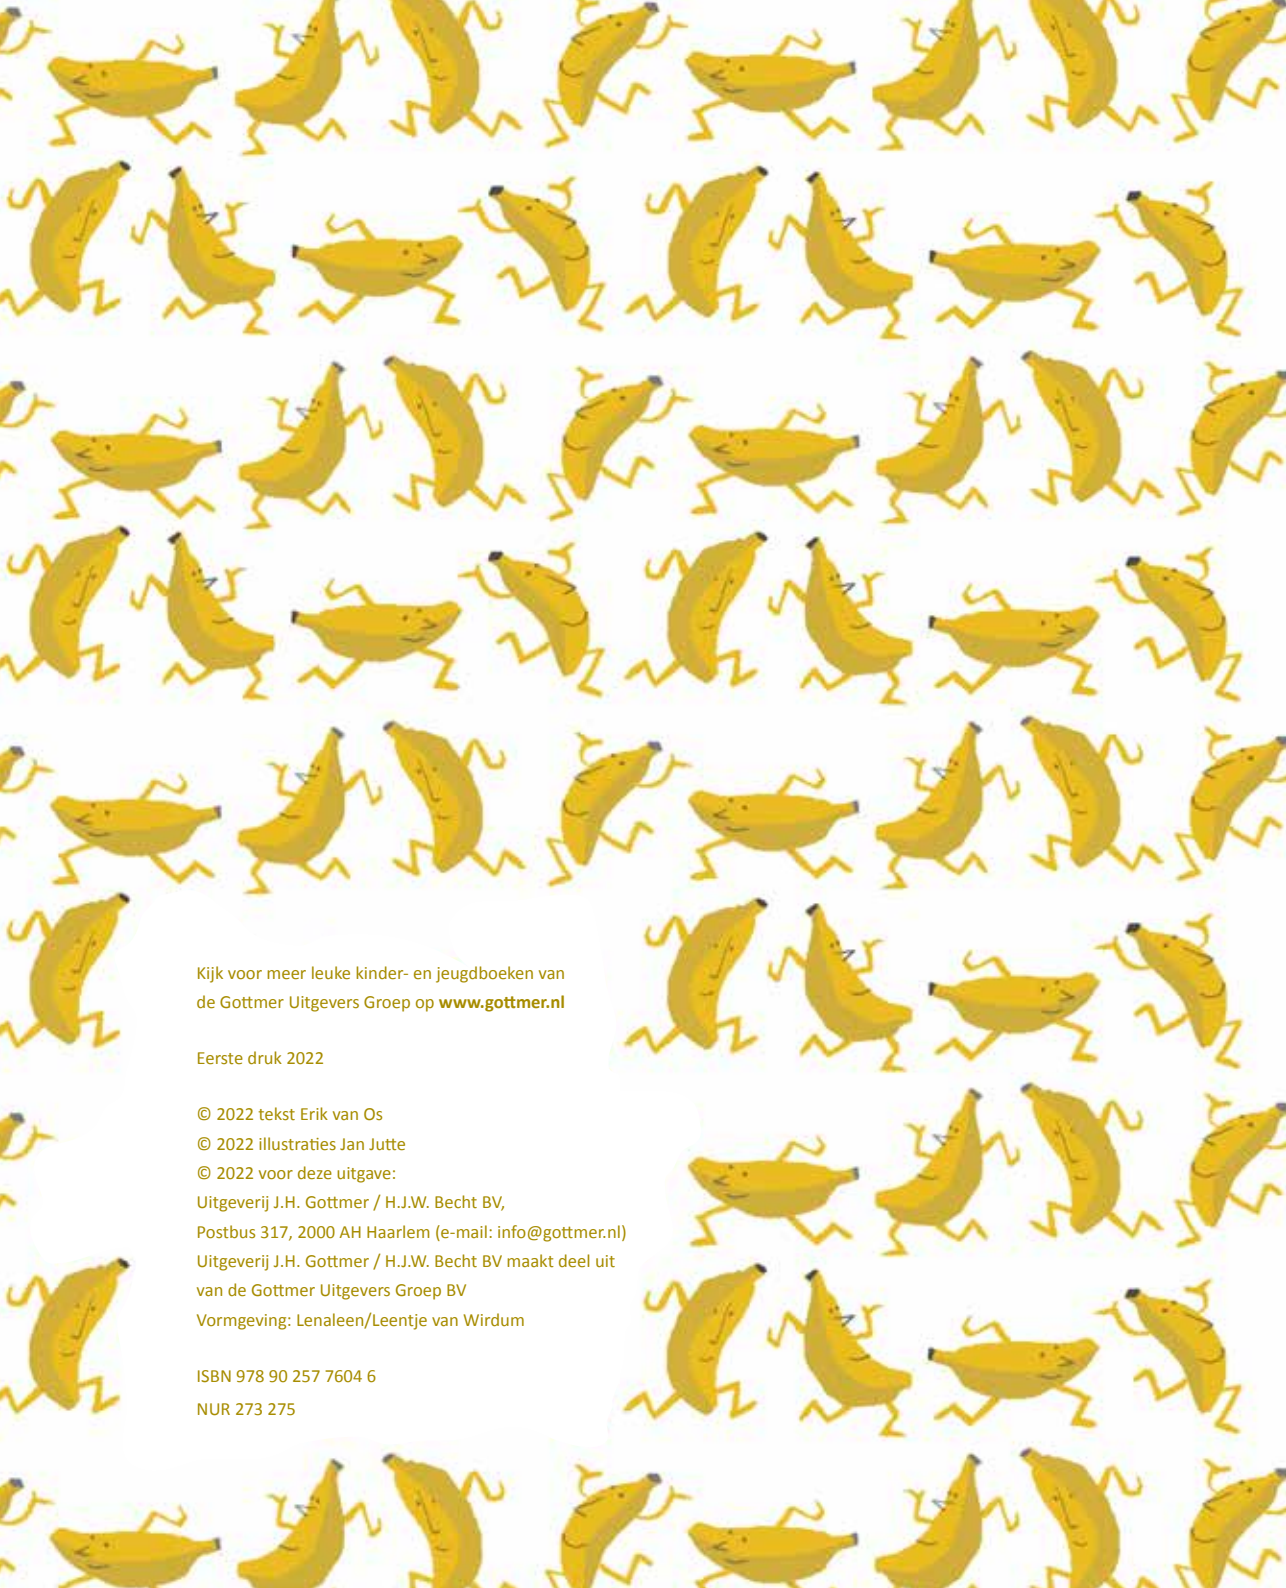 Kijk voor meer leuke kinder- en jeugdboeken van
de Gottmer Uitgevers Groep op www.gottmer.nl
Eerste druk 2022
© 2022 tekst Erik van Os
© 2022 illustraties Jan Jutte
© 2022 voor deze uitgave:
Uitgeverij J.H. Gottmer / H.J.W. Becht BV,
Postbus 317, 2000 AH Haarlem (e-mail: info@gottmer.nl)
Uitgeverij J.H. Gottmer / H.J.W. Becht BV maakt deel uit
van de Gottmer Uitgevers Groep BV
Vormgeving: Lenaleen/Leentje van Wirdum
ISBN 978 90 257 7604 6
NUR 273 275